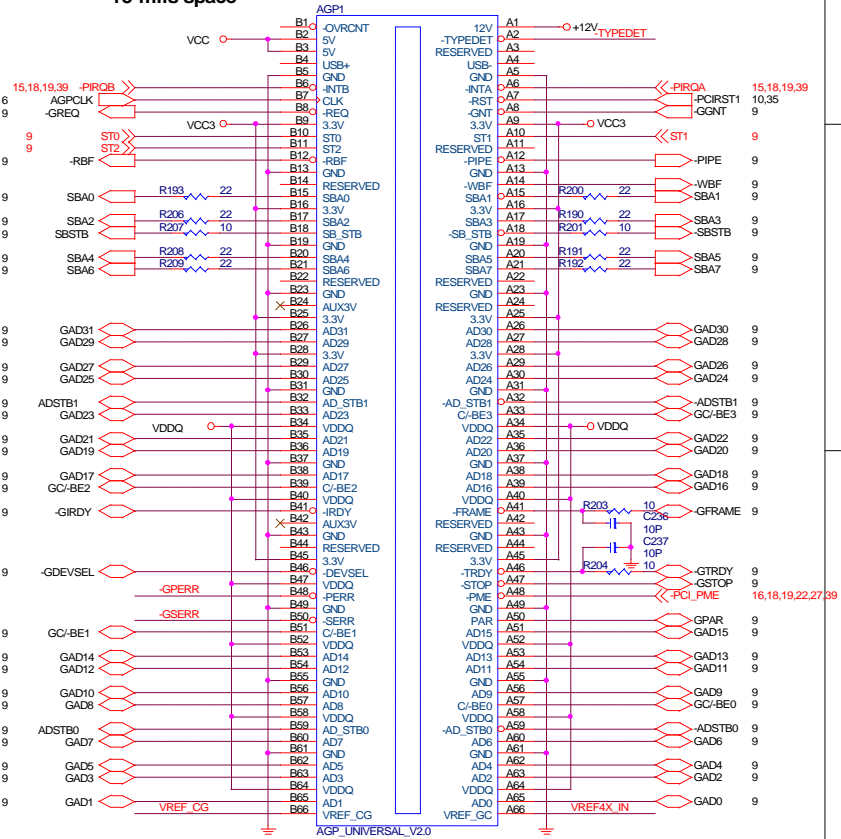 10 mils space
AGP1
B1 -OVRCNT 12V A1 +12V
VCC B2 5V -TYPEDET A2 -TYPEDET
B3 5V RESERVED A3
B4 USB+ USB- A4
B5 GND GND A5
15,18,19,39 -PIRQB B6 -INTB -INTA A6 -PIRQA 15,18,19,39
6 AGPCLK B7 CLK -RST A7 -PCIRST1 10,35
9 -GREQ B8 -REQ -GNT A8 -GGNT 9
VCC3 B9 3.3V 3.3V A9 VCC3
9 ST0 B10 ST0 ST1 A10 ST1 9
9 ST2 B11 ST2 RESERVED A11
9 -RBF B12 -RBF -PIPE A12 -PIPE 9
B13 GND GND A13
B14 RESERVED -WBF A14 -WBF 9
9 SBA0 R193 22 B15 SBA0 SBA1 A15 R200 22 SBA1 9
B16 3.3V 3.3V A16
9 SBA2 R206 22 B17 SBA2 SBA3 A17 R190 22 SBA3 9
9 SBSTB R207 10 B18 SB_STB -SB_STB A18 R201 10 -SBSTB 9
B19 GND GND A19
9 SBA4 R208 22 B20 SBA4 SBA5 A20 R191 22 SBA5 9
9 SBA6 R209 22 B21 SBA6 SBA7 A21 R192 22 SBA7 9
B22 RESERVED RESERVED A22
B23 GND GND A23
B24 AUX3V RESERVED A24
B25 3.3V 3.3V A25
9 GAD31 B26 AD31 AD30 A26 GAD30 9
9 GAD29 B27 AD29 AD28 A27 GAD28 9
B28 3.3V 3.3V A28
9 GAD27 B29 AD27 AD26 A29 GAD26 9
9 GAD25 B30 AD25 AD24 A30 GAD24 9
B31 GND GND A31
9 ADSTB1 B32 AD_STB1 -AD_STB1 A32 -ADSTB1 9
9 GAD23 B33 AD23 C/-BE3 A33 GC/-BE3 9
VDDQ B34 VDDQ VDDQ A34 VDDQ
9 GAD21 B35 AD21 AD22 A35 GAD22 9
9 GAD19 B36 AD19 AD20 A36 GAD20 9
B37 GND GND A37
9 GAD17 B38 AD17 AD18 A38 GAD18 9
9 GC/-BE2 B39 C/-BE2 AD16 A39 GAD16 9
B40 VDDQ VDDQ A40
9 -GIRDY B41 -IRDY -FRAME A41 R203 10 -GFRAME 9
B42 AUX3V RESERVED A42 C236
B43 GND GND A43 10P
B44 RESERVED RESERVED A44 C237
B45 3.3V 3.3V A45 10P
9 -GDEVSEL B46 -DEVSEL -TRDY A46 R204 10 -GTRDY 9
B47 VDDQ -STOP A47 -GSTOP 9
-GPERR B48 -PERR -PME A48 -PCI_PME 16,18,19,22,27,39
B49 GND GND A49
-GSERR B50 -SERR PAR A50 GPAR 9
9 GC/-BE1 B51 C/-BE1 AD15 A51 GAD15 9
B52 VDDQ VDDQ A52
9 GAD14 B53 AD14 AD13 A53 GAD13 9
9 GAD12 B54 AD12 AD11 A54 GAD11 9
B55 GND GND A55
9 GAD10 B56 AD10 AD9 A56 GAD9 9
9 GAD8 B57 AD8 C/-BE0 A57 GC/-BE0 9
B58 VDDQ VDDQ A58
9 ADSTB0 B59 AD_STB0 -AD_STB0 A59 -ADSTB0 9
9 GAD7 B60 AD7 AD6 A60 GAD6 9
B61 GND GND A61
9 GAD5 B62 AD5 AD4 A62 GAD4 9
9 GAD3 B63 AD3 AD2 A63 GAD2 9
B64 VDDQ VDDQ A64
9 GAD1 B65 AD1 AD0 A65 GAD0 9
VREF_CG B66 VREF_CG VREF_GC A66 VREF4X_IN
AGP_UNIVERSAL_V2.0